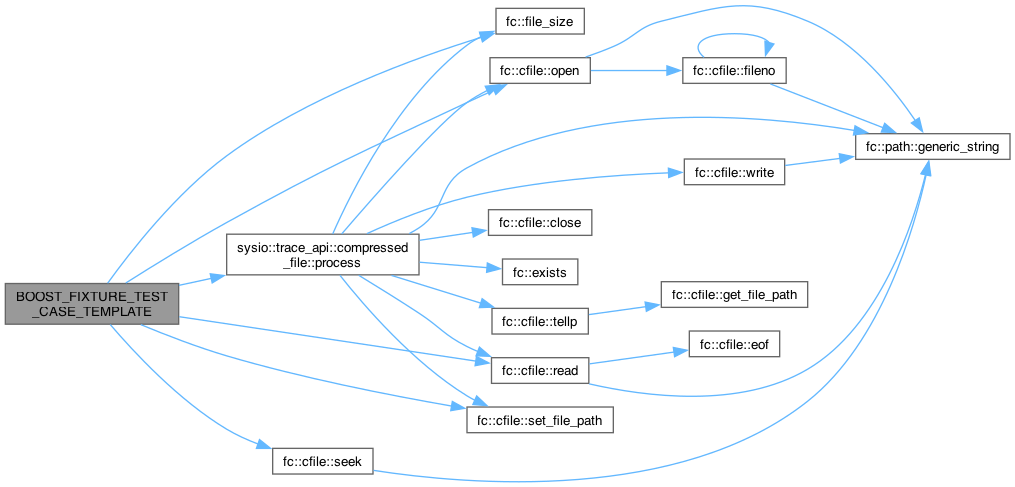 fc::file_size
fc::cfile::open
fc::cfile::fileno
fc::path::generic_string
fc::cfile::write
fc::cfile::close
sysio::trace_api::compressed
_file::process
fc::exists
BOOST_FIXTURE_TEST
_CASE_TEMPLATE
fc::cfile::get_file_path
fc::cfile::tellp
fc::cfile::eof
fc::cfile::read
fc::cfile::set_file_path
fc::cfile::seek